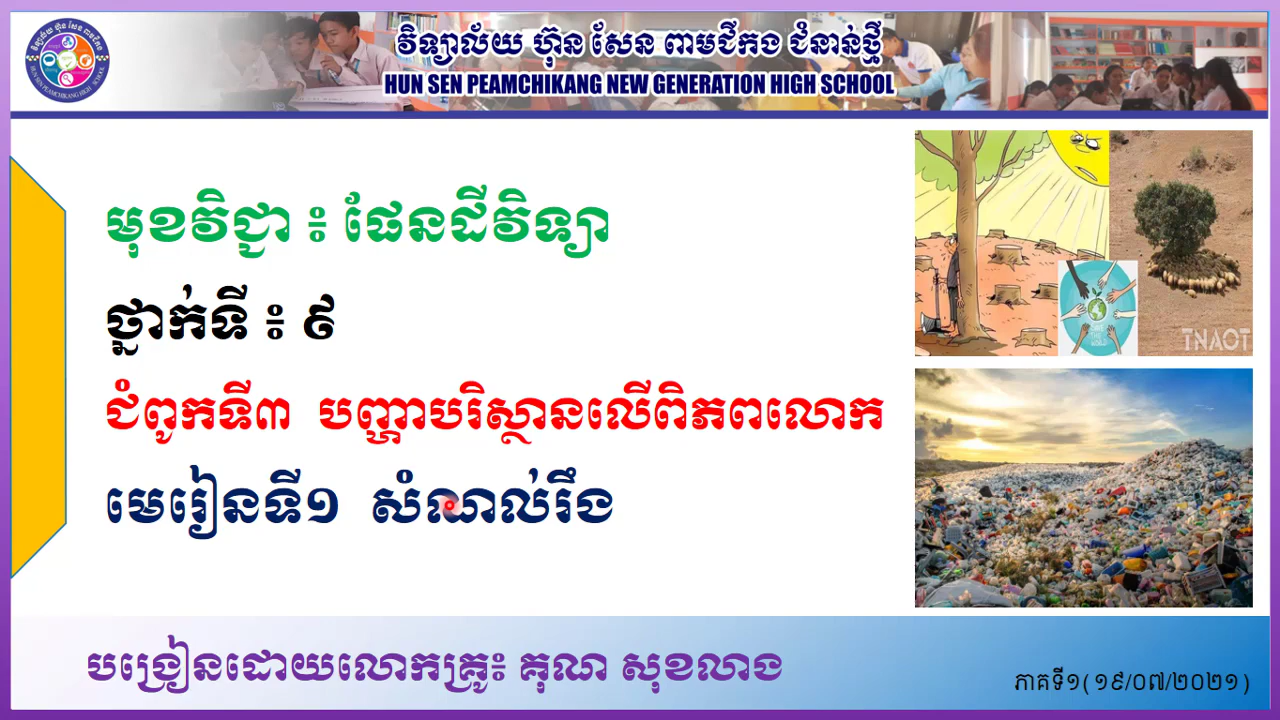 វិទ្យាល័យ ហ៊ុន សែន ពាមជីកង ជំនាន់ថ្មី
HUN SEN PEAMCHIKANG NEW GENERATION HIGH SCHOOL
មុខវិជ្ជា ៖ ផែនដីវិទ្យា
ថ្នាក់ទី ៖ ៩
ជំពូកទី៣ បញ្ហាបរិស្ថានលើពិភពលោក
មេរៀនទី១ សំណល់រឹង
TNAOT
បង្រៀនដោយលោកគ្រូ៖ គុណ សុខលាង
ភាគទី១(១៩/០៧/២០២១)